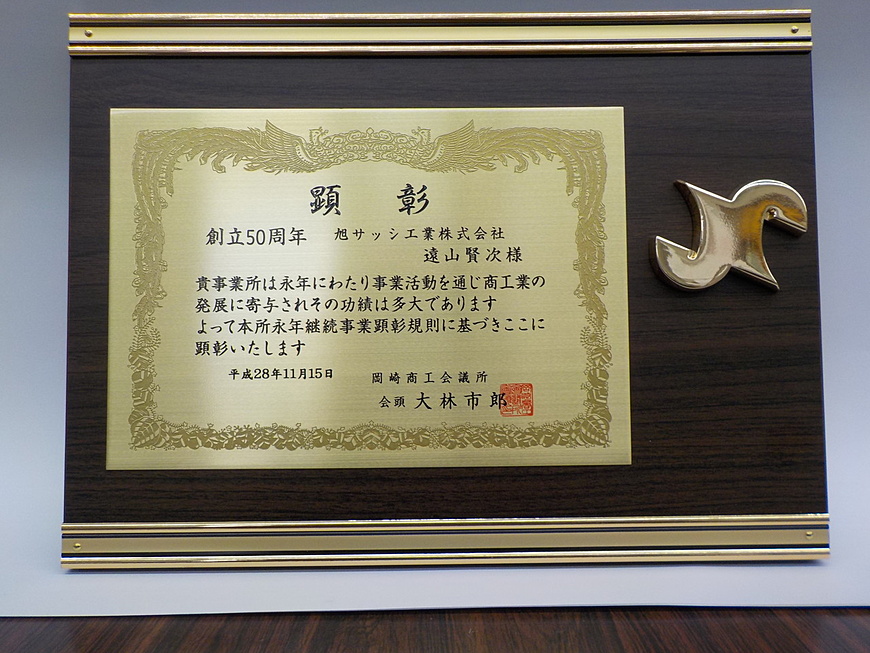 顕彰
創立50周年 旭サッシ工業株式会社
遠山賢次様
貴事業所は永年にわたり事業活動を通じ商工業の
発展に寄与されその功績は多大であります
よって本所永年継続事業顕彰規則に基づきここに
顕彰いたします
平成28年11月15日
岡崎商工会議所
会頭 大林市郎